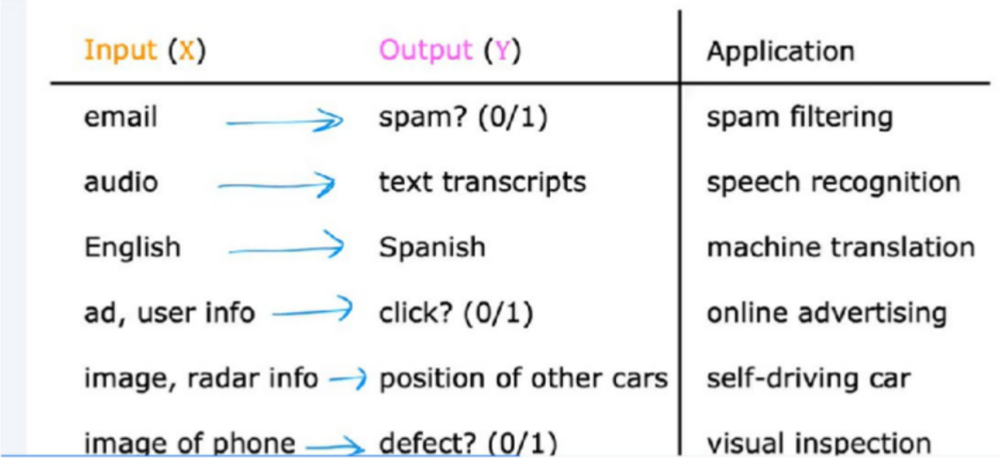 Input (X) Output (Y) Application
email spam? (0/1) spam filtering
audio text transcripts speech recognition
English Spanish machine translation
ad, user info click? (0/1) online advertising
image, radar info position of other cars self-driving car
image of phone defect? (0/1) visual inspection